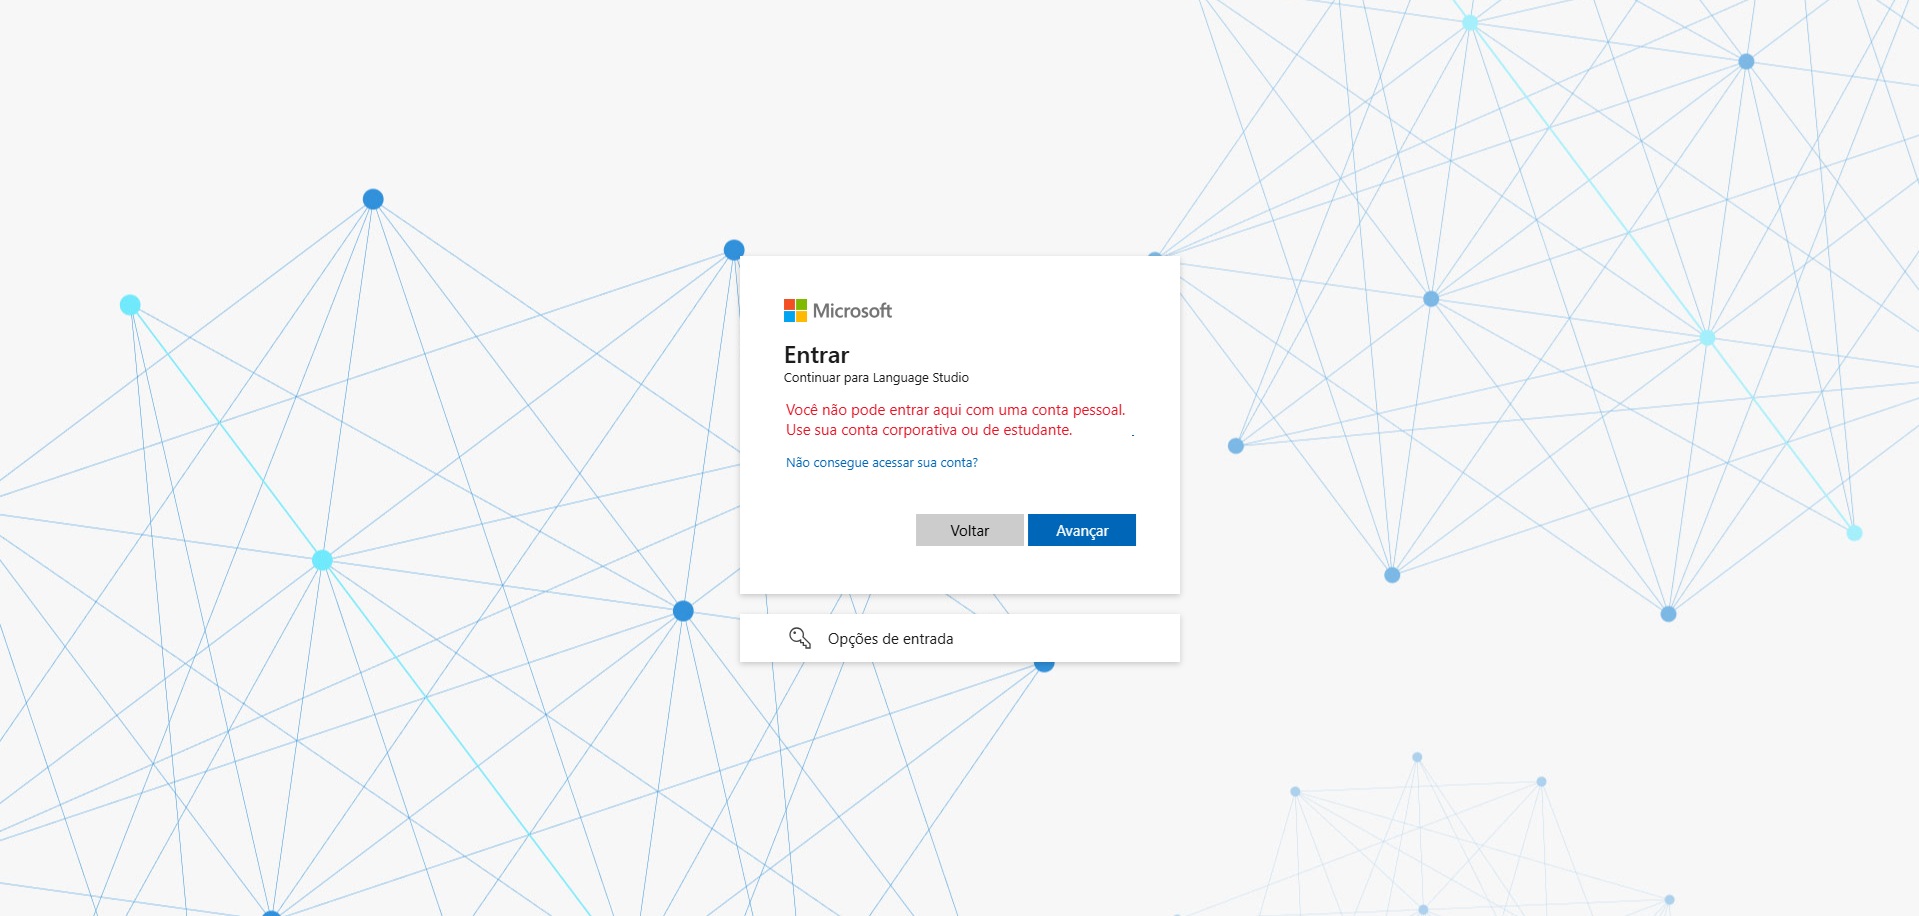 Microsoft
Entrar
Continuar para Language Studio
Você não pode entrar aqui com uma conta pessoal.
Use sua conta corporativa ou de estudante.
Não consegue acessar sua conta?
Voltar
Avançar
Opções de entrada